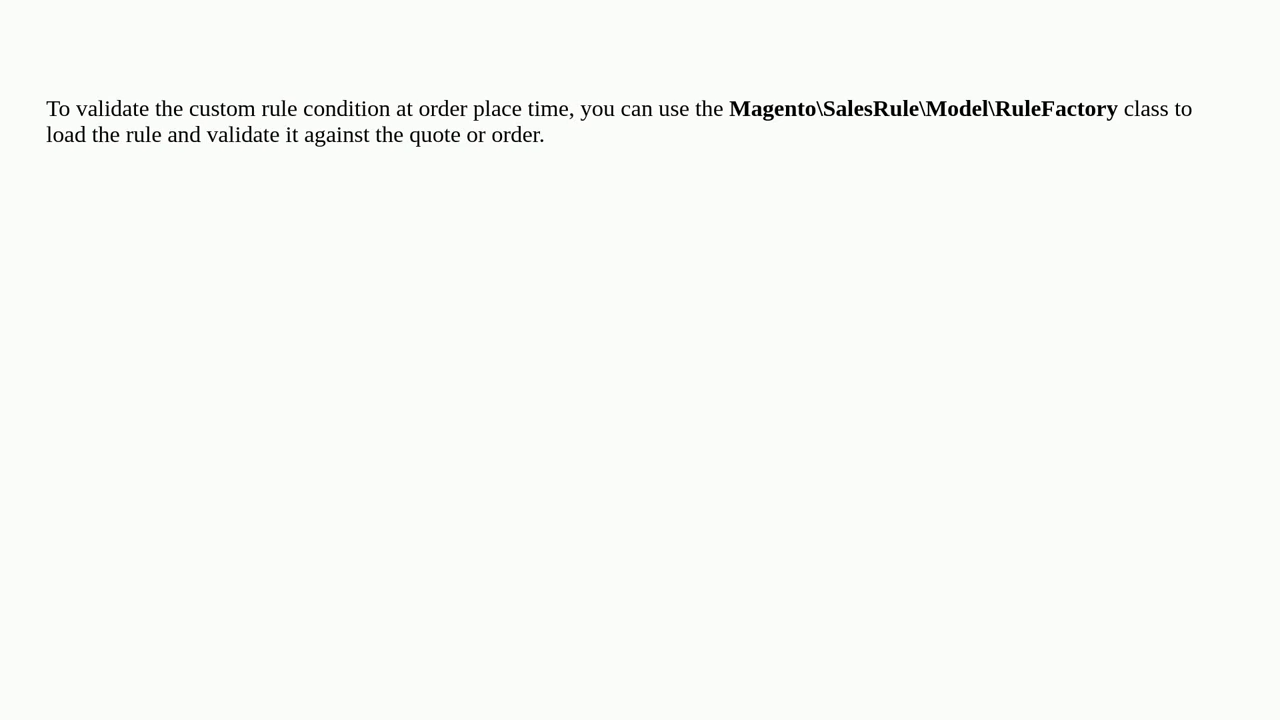 To validate the custom rule condition at order place time, you can use the Magento\SalesRule\Model\RuleFactory class to
load the rule and validate it against the quote or order.